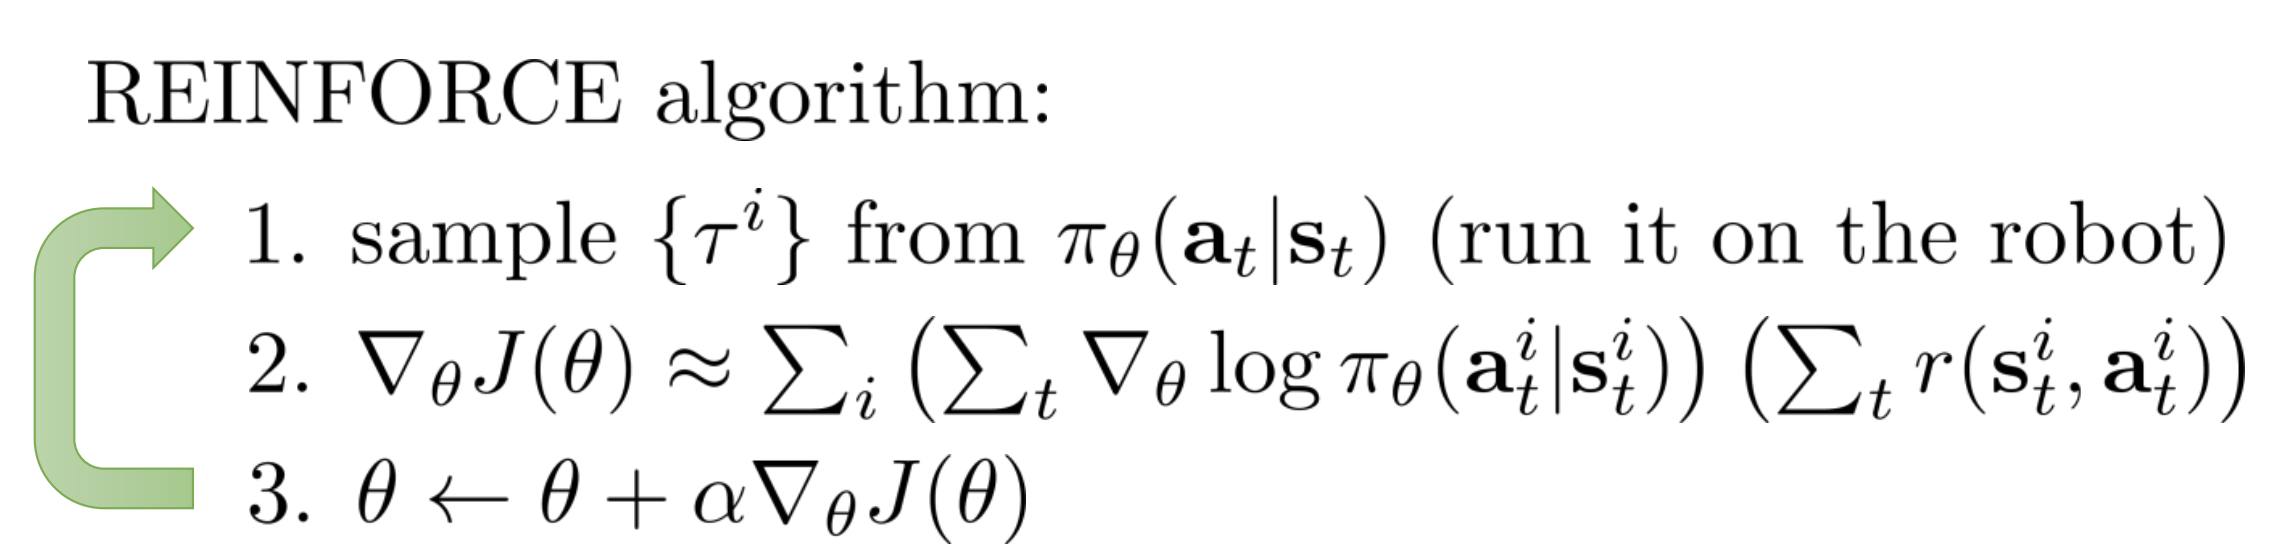 REINFORCE algorithm:
1. sample {τ^i} from π_θ(a_t|s_t) (run it on the robot)
2. ∇_θ J(θ) ≈ ∑_i (∑_t ∇_θ log π_θ(a_t^i|s_t^i)) (∑_t r(s_t^i, a_t^i))
3. θ ← θ + α∇_θ J(θ)